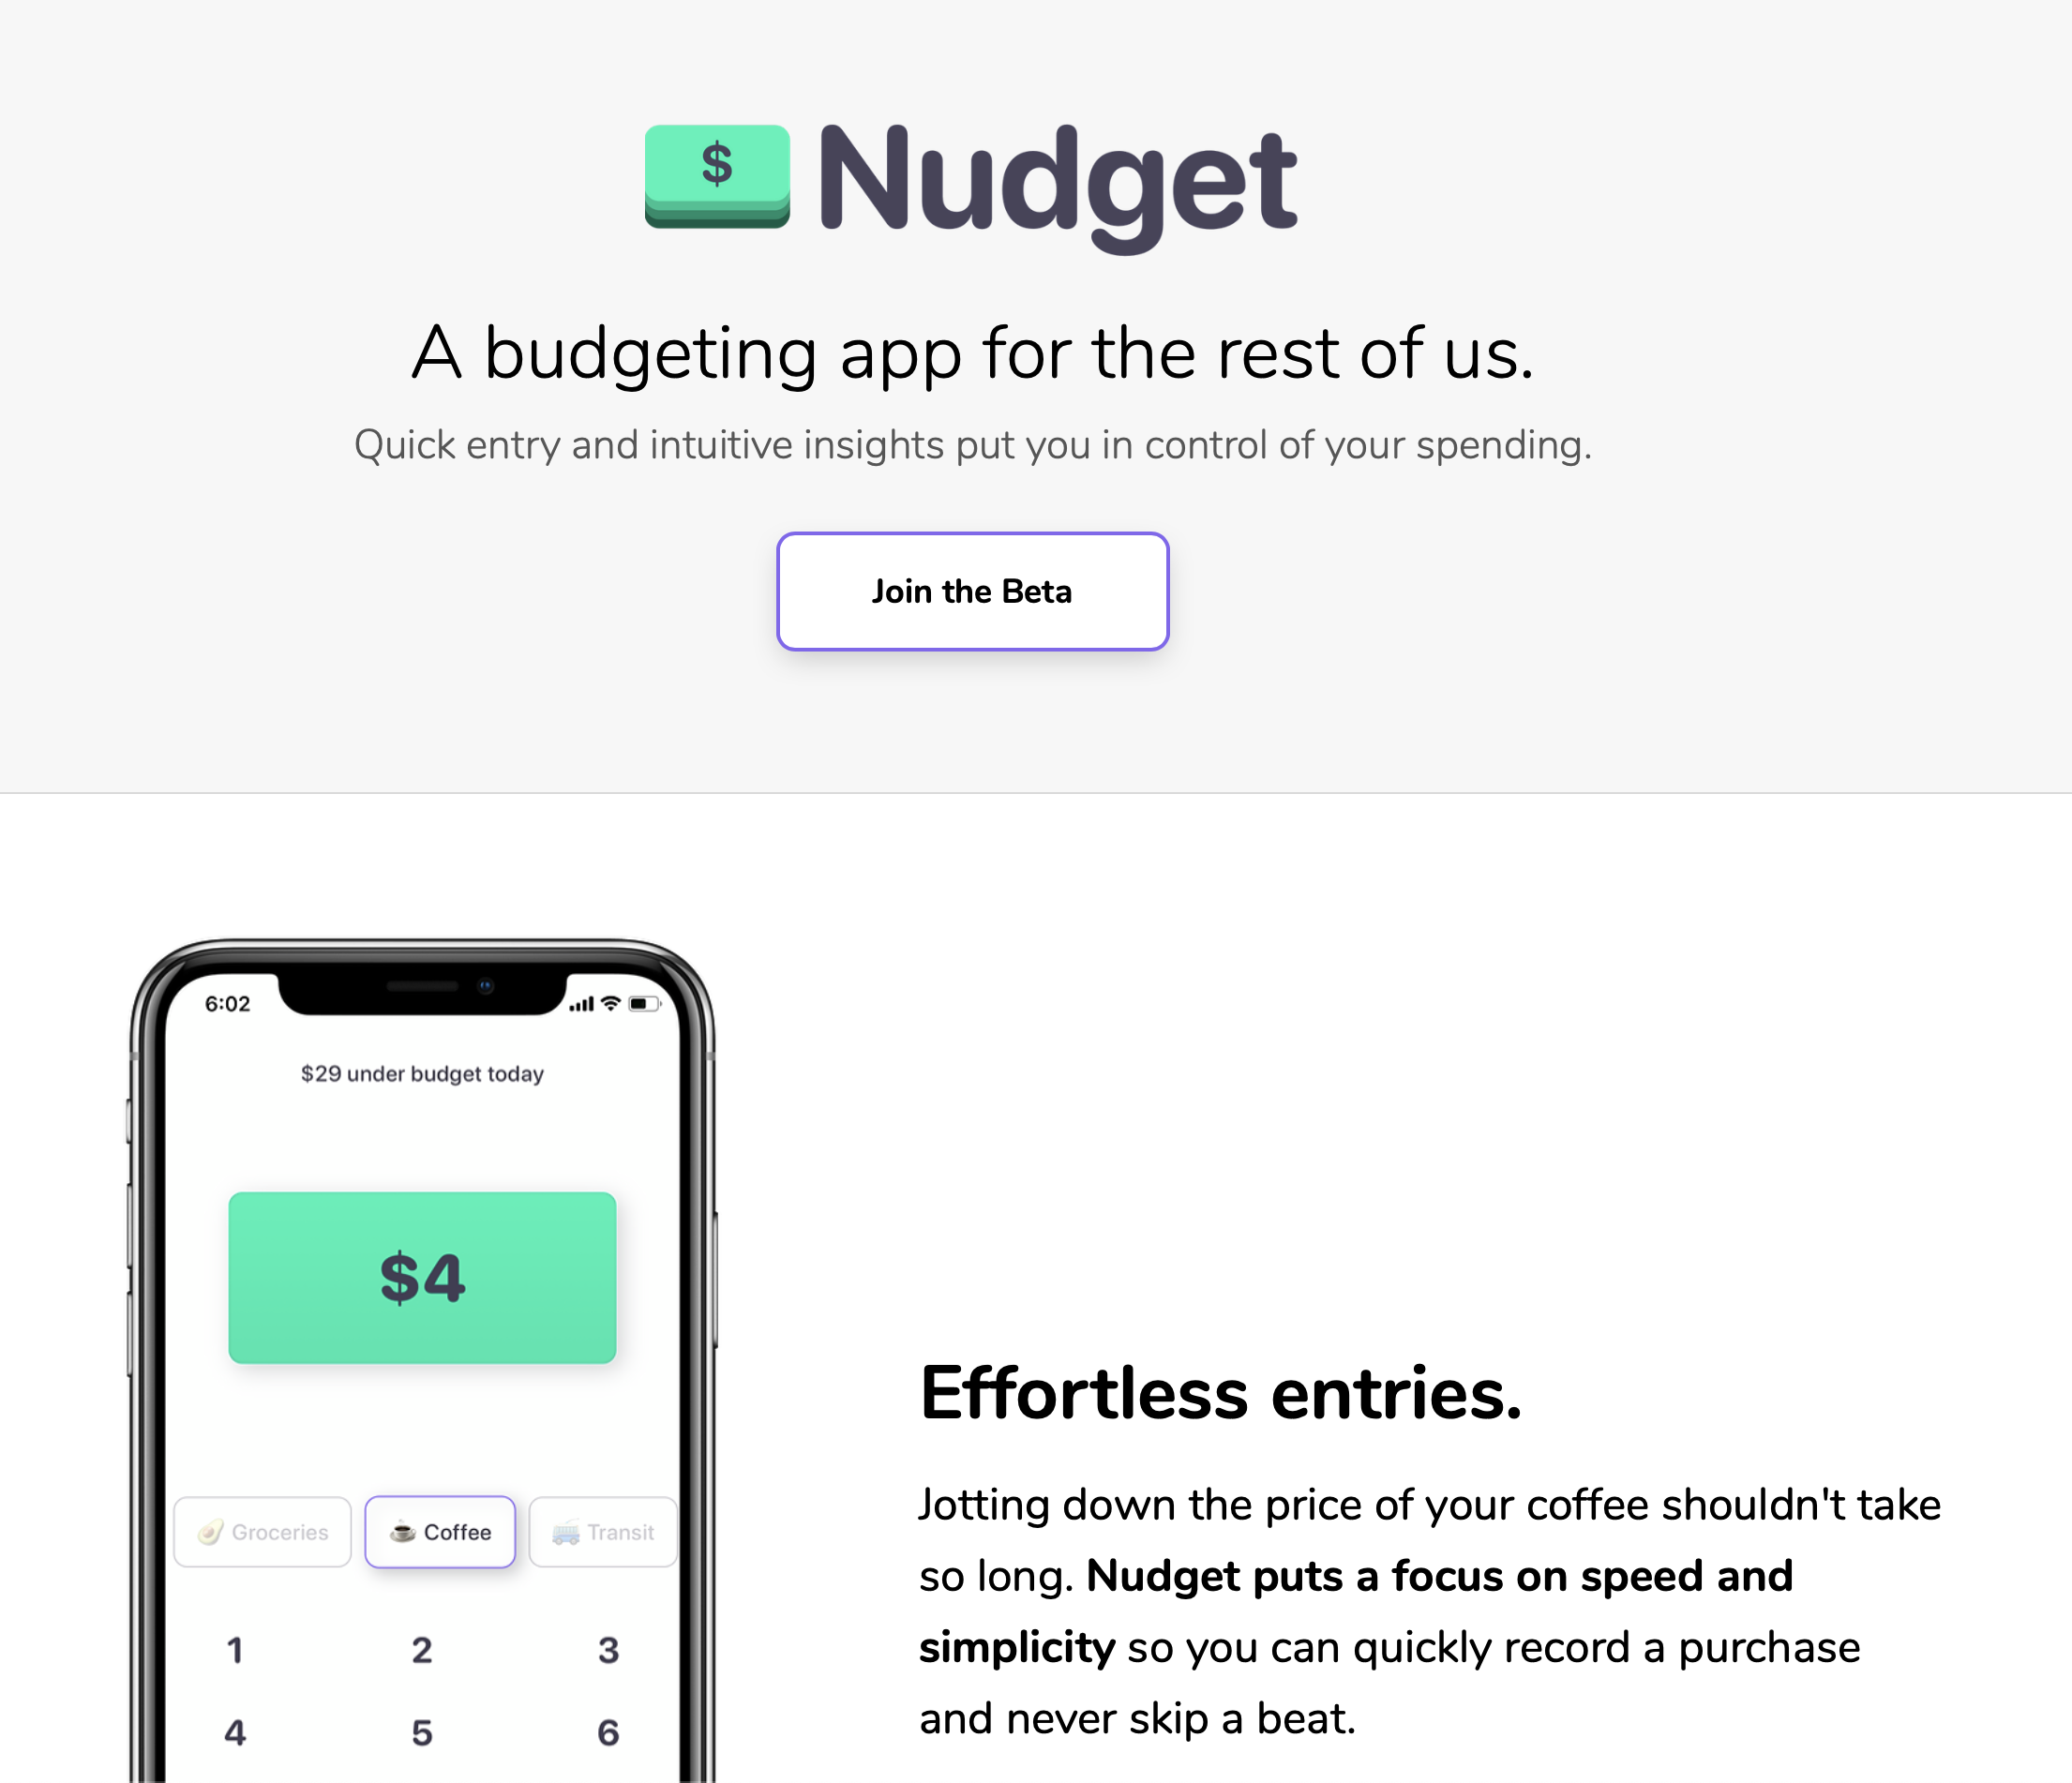 $ Nudget
A budgeting app for the rest of us.
Quick entry and intuitive insights put you in control of your spending.
Join the Beta
6:02
$29 under budget today
$4
🥑 Groceries ☕ Coffee 🚎 Transit
1 2 3
4 5 6
Effortless entries.
Jotting down the price of your coffee shouldn't take
so long. Nudget puts a focus on speed and
simplicity so you can quickly record a purchase
and never skip a beat.